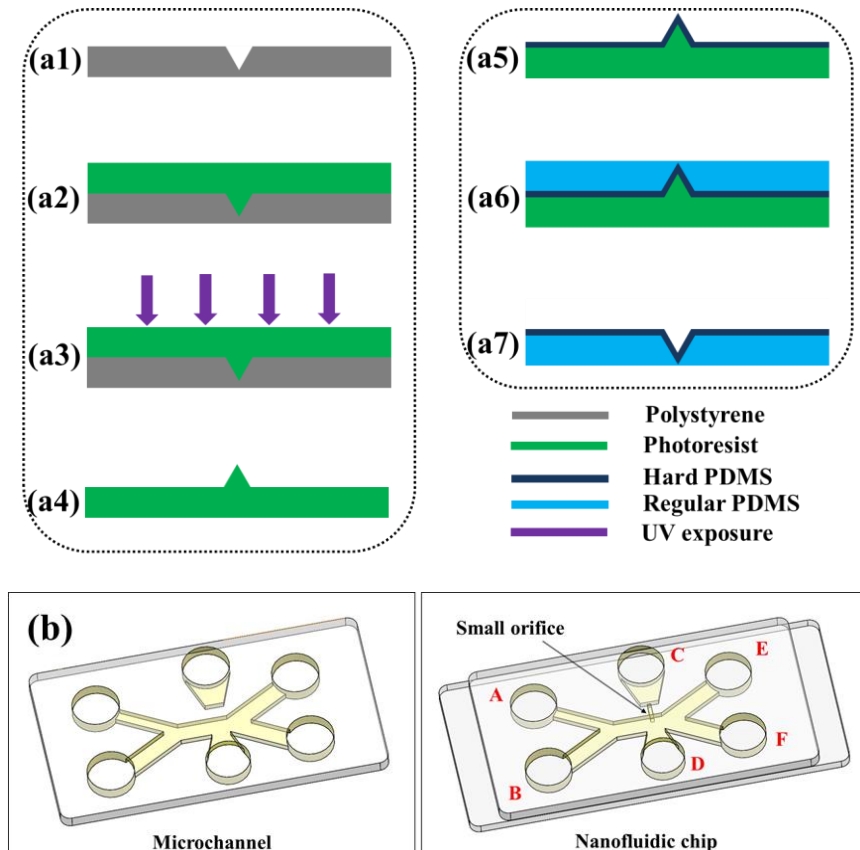 (a1)
(a2)
(a3)
(a4)
(a5)
(a6)
(a7)
Polystyrene
Photoresist
Hard PDMS
Regular PDMS
UV exposure
(b)
Microchannel
Small orifice
A
B
C
D
E
F
Nanofluidic chip